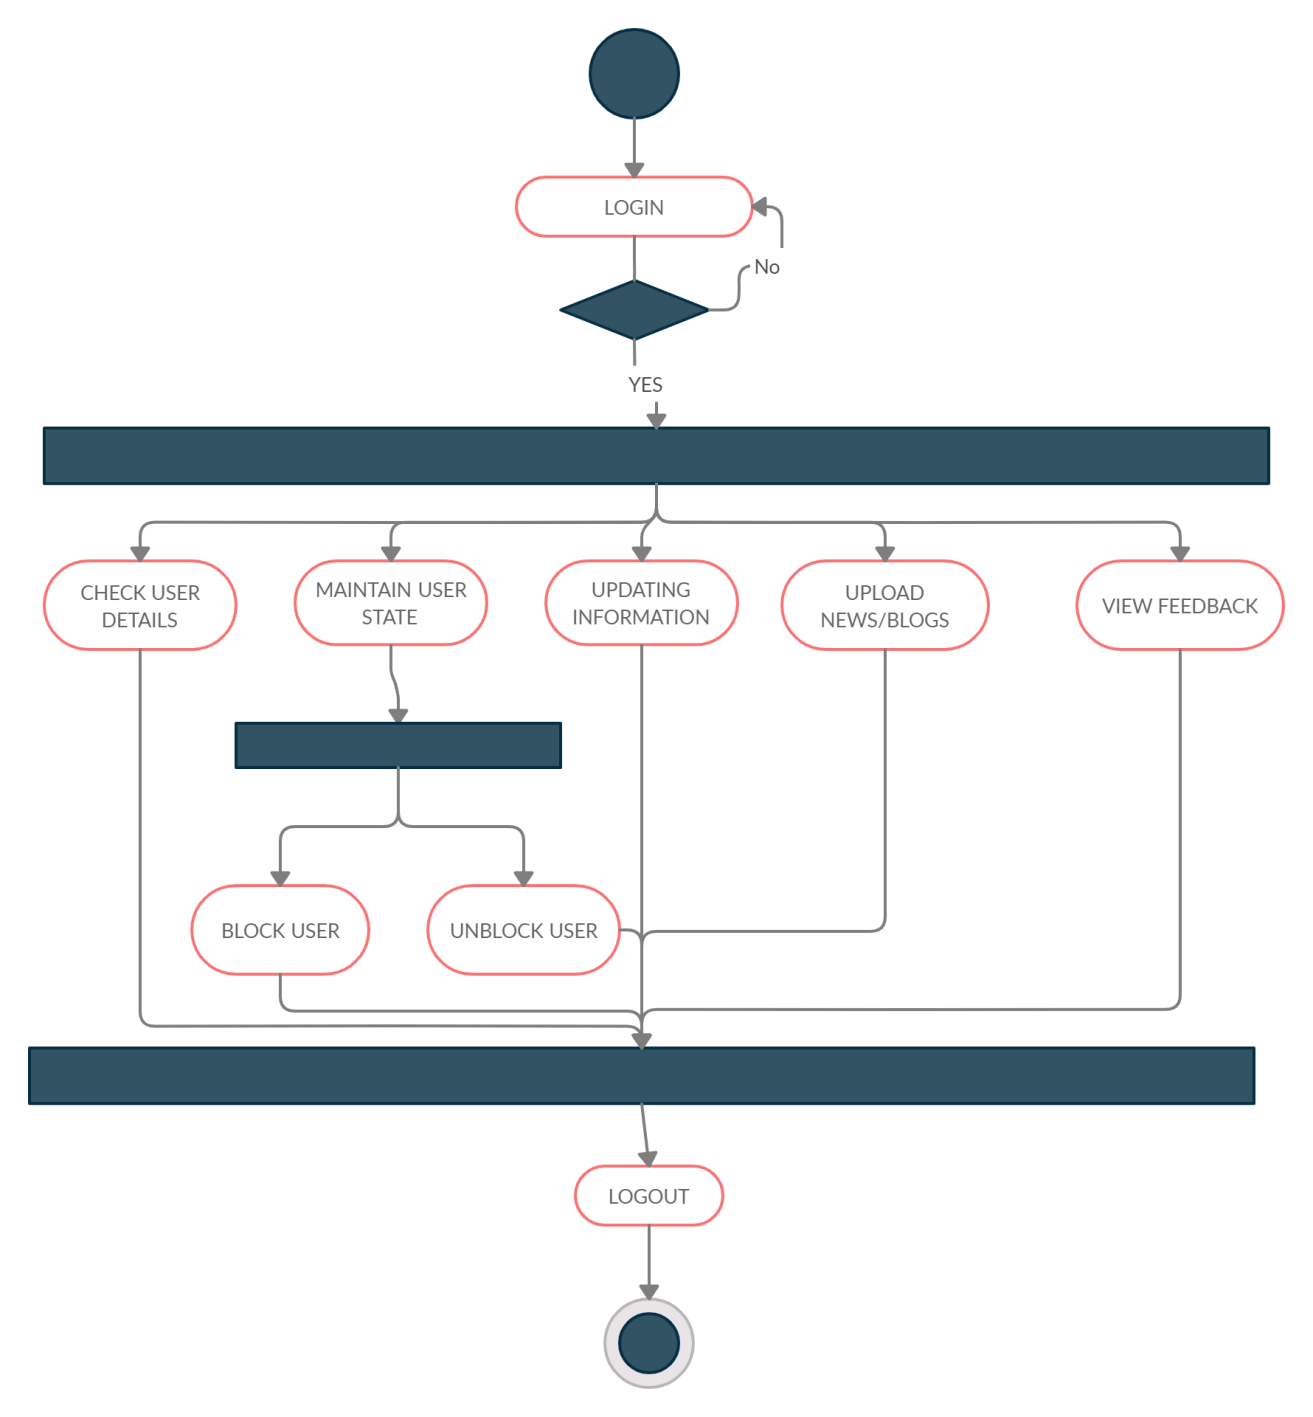 LOGIN
No
YES
CHECK USER
DETAILS
MAINTAIN USER
STATE
UPDATING
INFORMATION
UPLOAD
NEWS/BLOGS
VIEW FEEDBACK
BLOCK USER
UNBLOCK USER
LOGOUT